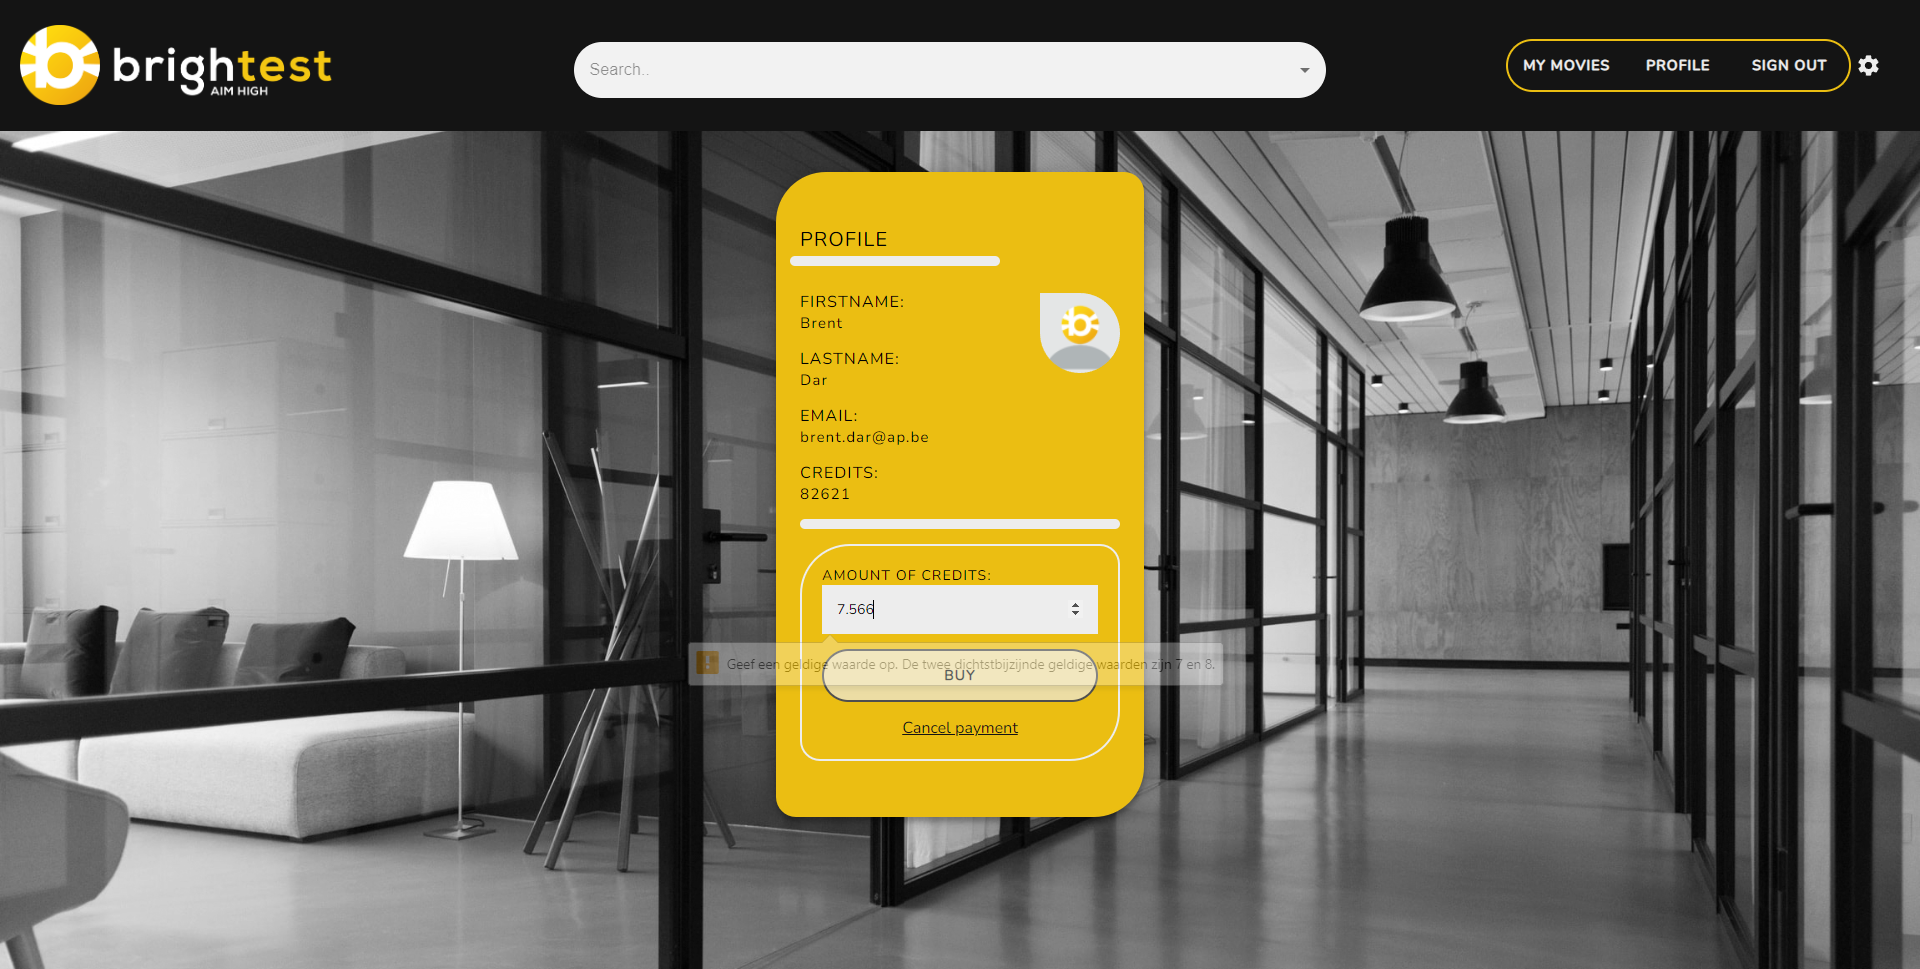 brightest
AIM HIGH
Search..
MY MOVIES
PROFILE
SIGN OUT
PROFILE
FIRSTNAME:
Brent
LASTNAME:
Dar
EMAIL:
brent.dar@ap.be
CREDITS:
82621
AMOUNT OF CREDITS:
7.566
Geef een geldige waarde op. De twee dichtstbijzijnde geldige waarden zijn 7 en 8.
BUY
Cancel payment